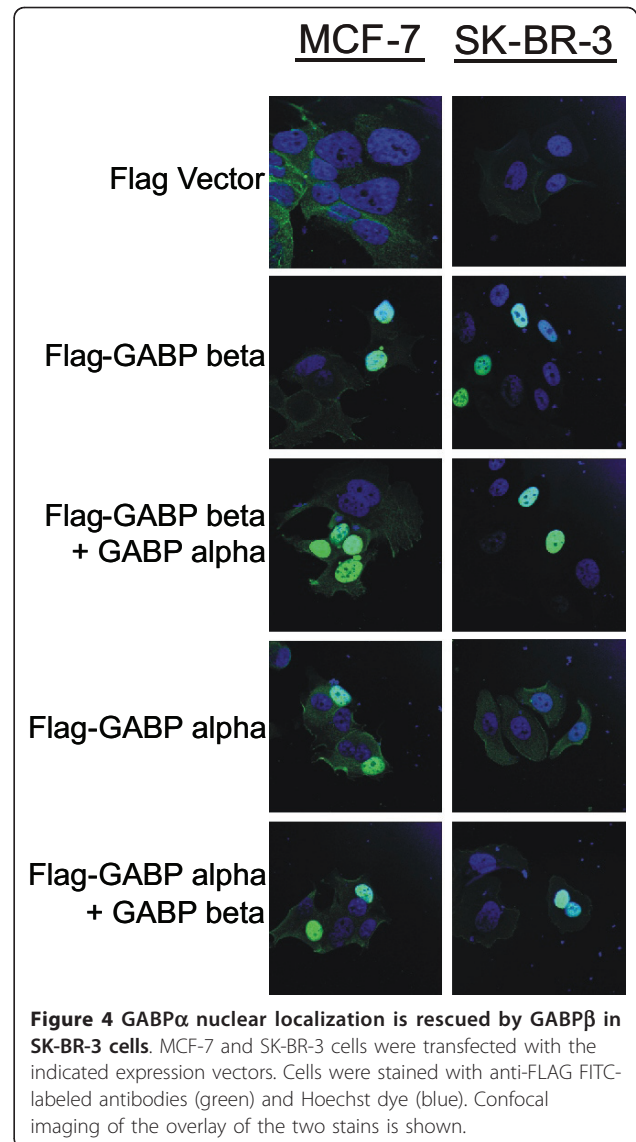 MCF-7 SK-BR-3
Flag Vector
Flag-GABP beta
Flag-GABP beta
+ GABP alpha
Flag-GABP alpha
Flag-GABP alpha
+ GABP beta
Figure 4 GABPα nuclear localization is rescued by GABPβ in
SK-BR-3 cells. MCF-7 and SK-BR-3 cells were transfected with the
indicated expression vectors. Cells were stained with anti-FLAG FITC-
labeled antibodies (green) and Hoechst dye (blue). Confocal
imaging of the overlay of the two stains is shown.